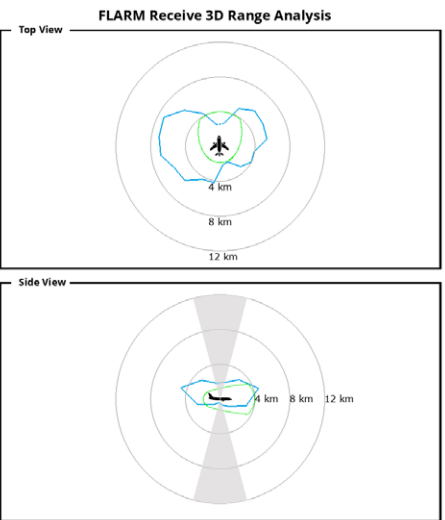 FLARM Receive 3D Range Analysis
Top View
4 km
8 km
12 km
Side View
4 km 8 km 12 km